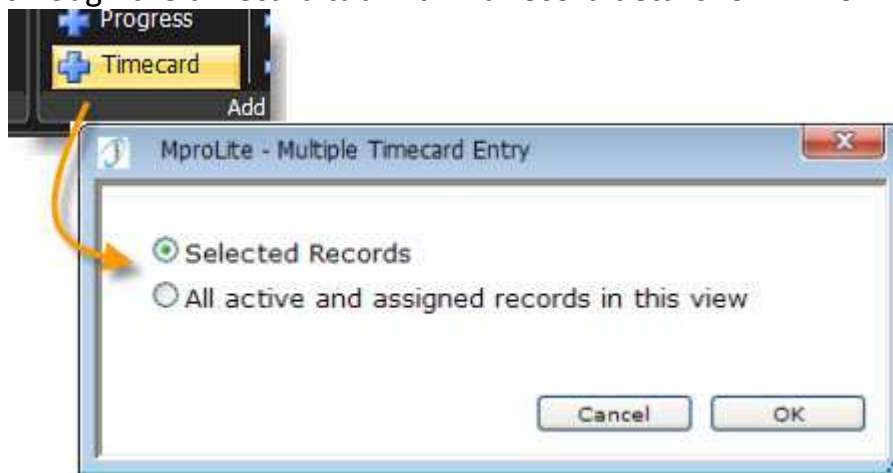 Progress
Timecard
Add
MproLite - Multiple Timecard Entry
Selected Records
All active and assigned records in this view
Cancel OK